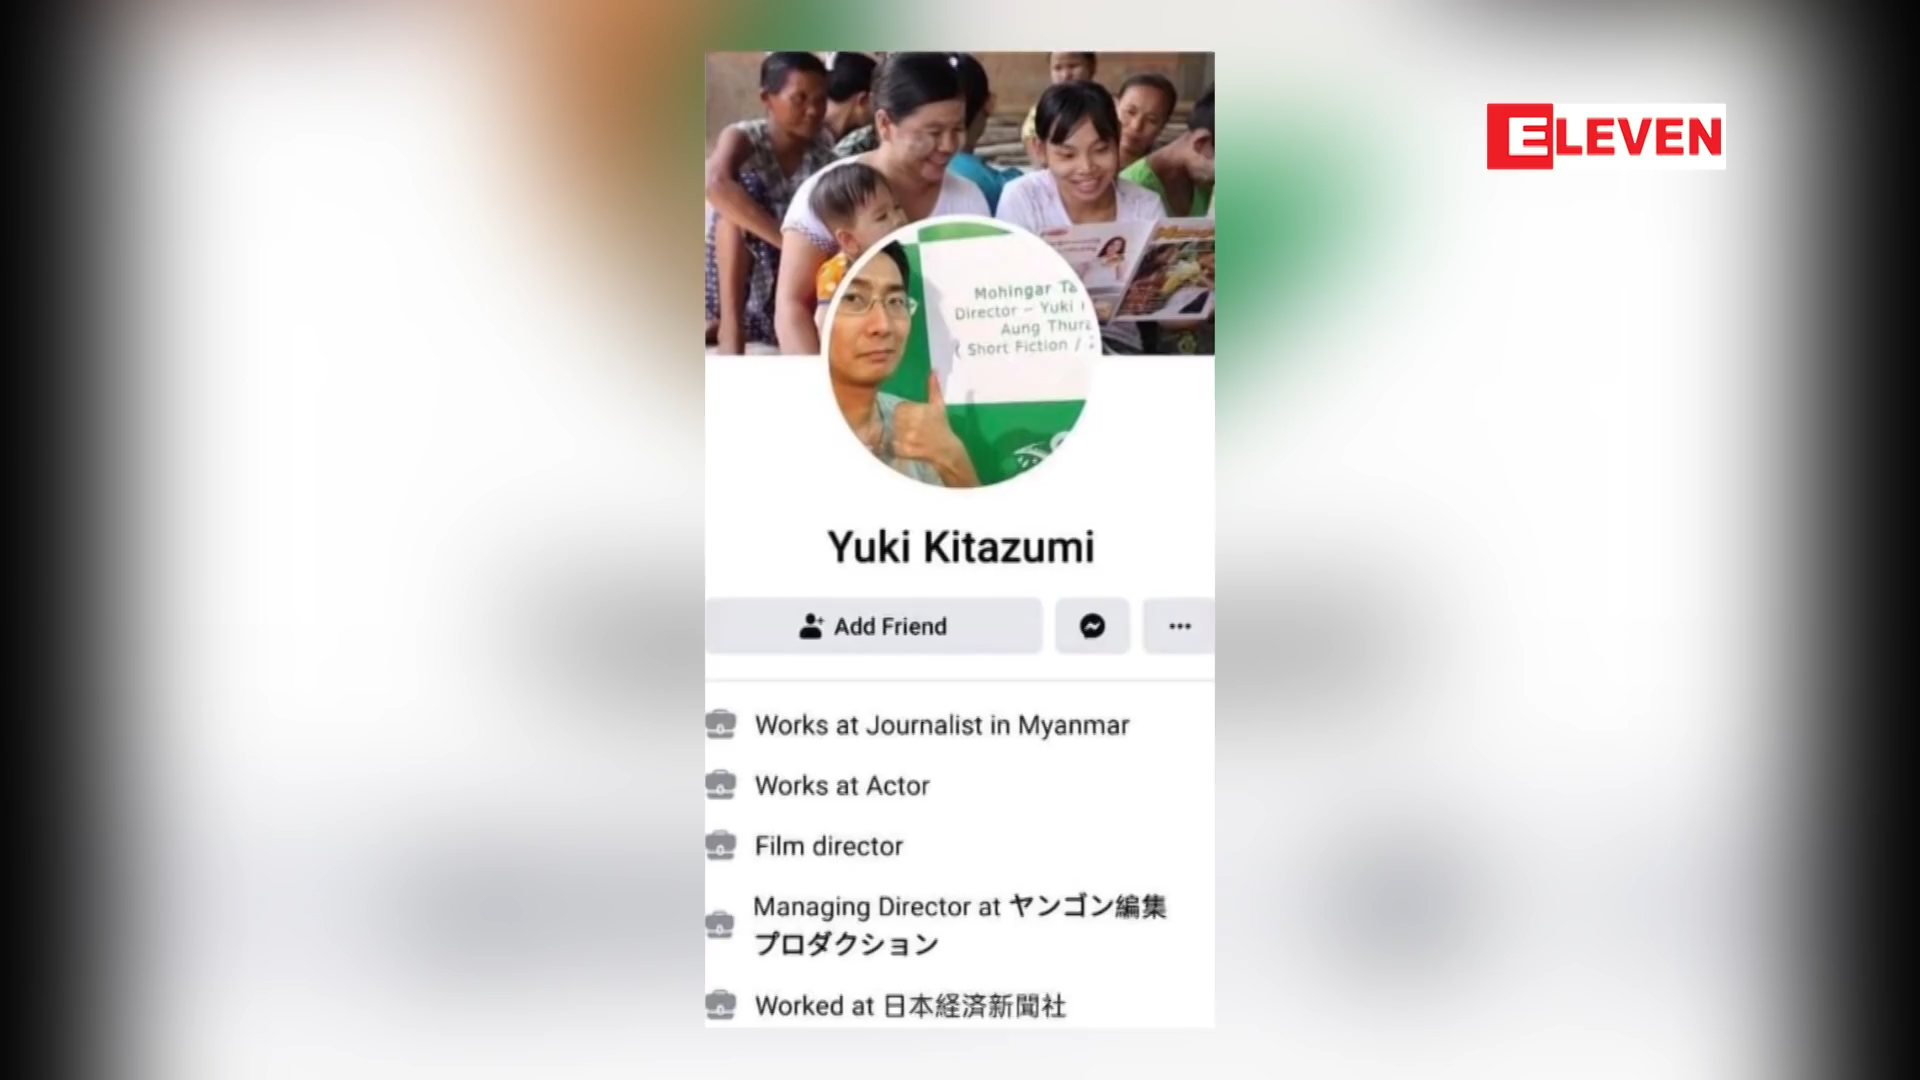 ELEVEN
Mohingar
Director – Yuki
Aung
( Short Fiction /
Yuki Kitazumi
Add Friend
Works at Journalist in Myanmar
Works at Actor
Film director
Managing Director at ヤンゴン編集
プロダクション
Worked at 日本経済新聞社